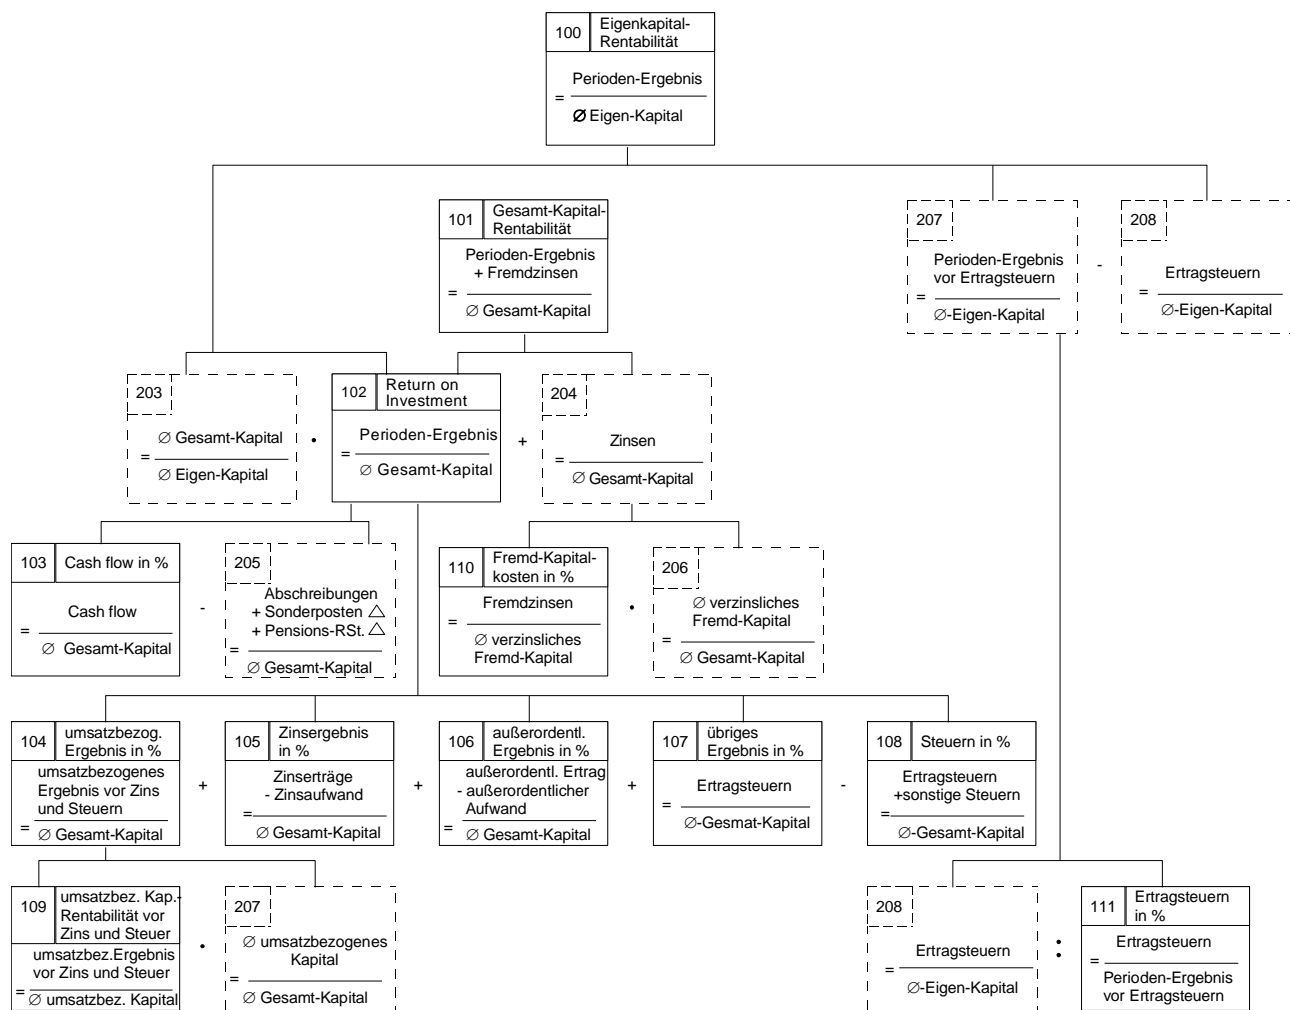 100
Eigenkapital-
Rentabilität
Perioden-Ergebnis
=
Ø Eigen-Kapital
101
Gesamt-Kapital-
Rentabilität
Perioden-Ergebnis
+ Fremdzinsen
=
∅ Gesamt-Kapital
207
Perioden-Ergebnis
vor Ertragsteuern
=
∅-Eigen-Kapital
-
208
Ertragsteuern
=
∅-Eigen-Kapital
203
∅ Gesamt-Kapital
=
∅ Eigen-Kapital
•
102
Return on
Investment
Perioden-Ergebnis
=
∅ Gesamt-Kapital
+
204
Zinsen
=
∅ Gesamt-Kapital
103
Cash flow in %
Cash flow
=
∅ Gesamt-Kapital
-
205
Abschreibungen
+ Sonderposten △
+ Pensions-RSt. △
=
∅ Gesamt-Kapital
110
Fremd-Kapital-
kosten in %
Fremdzinsen
=
∅ verzinsliches
Fremd-Kapital
•
206
∅ verzinsliches
Fremd-Kapital
=
∅ Gesamt-Kapital
104
umsatzbezog.
Ergebnis in %
umsatzbezogenes
Ergebnis vor Zins
und Steuern
=
∅ Gesamt-Kapital
+
105
Zinsergebnis
in %
Zinserträge
- Zinsaufwand
=
∅ Gesamt-Kapital
+
106
außerordentl.
Ergebnis in %
außerordentl. Ertrag
- außerordentlicher
Aufwand
=
∅ Gesamt-Kapital
+
107
übriges
Ergebnis in %
Ertragsteuern
=
∅-Gesmat-Kapital
-
108
Steuern in %
Ertragsteuern
+sonstige Steuern
=
∅-Gesamt-Kapital
109
umsatzbez. Kap.-
Rentabilität vor
Zins und Steuer
umsatzbez.Ergebnis
vor Zins und Steuer
=
∅ umsatzbez. Kapital
•
207
∅ umsatzbezogenes
Kapital
=
∅ Gesamt-Kapital
208
Ertragsteuern
=
∅-Eigen-Kapital
:
111
Ertragsteuern
in %
Ertragsteuern
=
Perioden-Ergebnis
vor Ertragsteuern